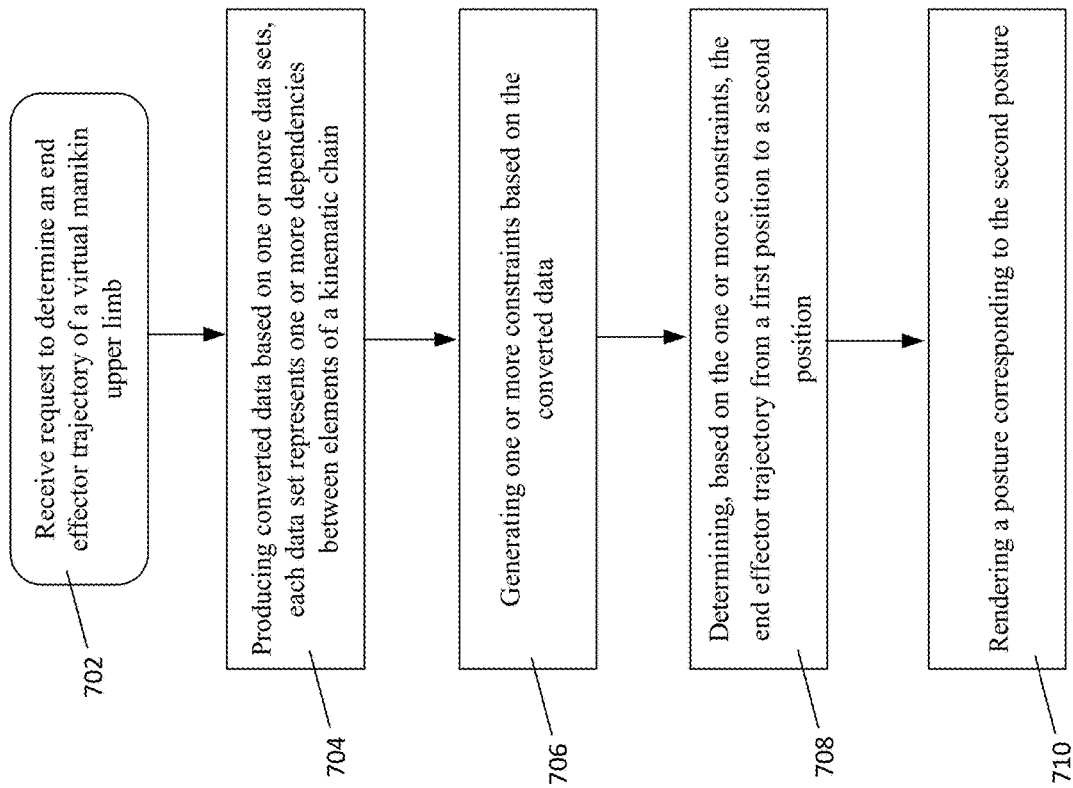 Receive request to determine an end
effector trajectory of a virtual manikin
upper limb
702
Producing converted data based on one or more data sets,
each data set represents one or more dependencies
between elements of a kinematic chain
704
Generating one or more constraints based on the
converted data
706
Determining, based on the one or more constraints, the
end effector trajectory from a first position to a second
position
708
Rendering a posture corresponding to the second posture
710